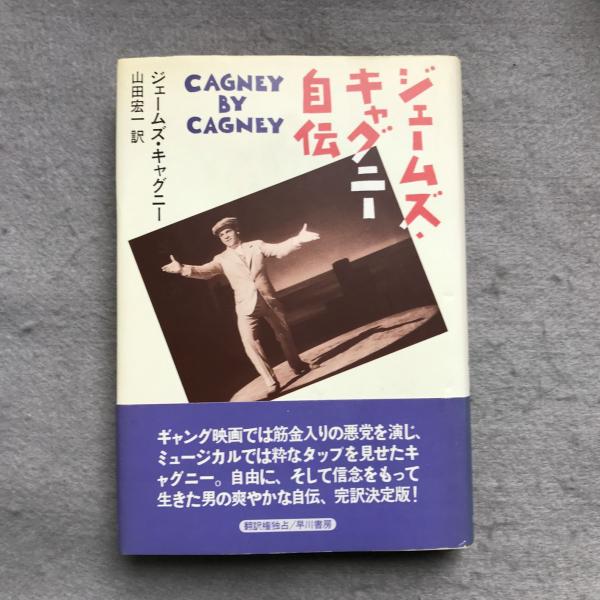 ジェームズ・
キャグニー
自伝
CAGNEY
BY
CAGNEY
ジェームズ・キャグニー
山田宏一 訳
ギャング映画では筋金入りの悪党を演じ、
ミュージカルでは粋なタップを見せたキ
ャグニー。自由に、そして信念をもって
生きた男の爽やかな自伝、完訳決定版！
翻訳権独占／早川書房